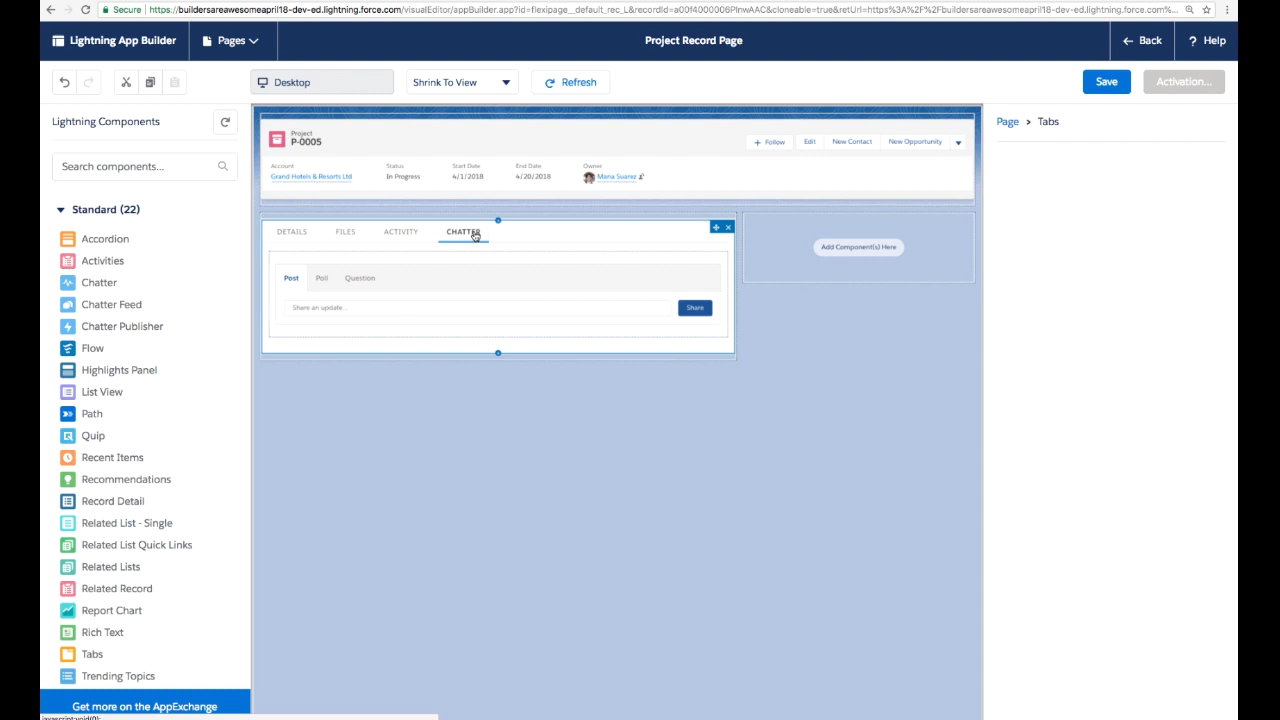 Secure https://buildersareawesomeapril18-dev-ed.lightning.force.com/visualEditor/appBuilder.app?id=flexipage__default_rec_L&recordId=a00f4000006PInwAAC&cloneable=true&retUrl=https%3A%2F%2Fbuildersareawesomeapril18-dev-ed.lightning.force.com%...
Lightning App Builder Pages Project Record Page Back ? Help
Desktop Shrink To View Refresh Save Activation...
Lightning Components
Page > Tabs
Search components...
Standard (22)
Accordion
Activities
Chatter
Chatter Feed
Chatter Publisher
Flow
Highlights Panel
List View
Path
Quip
Recent Items
Recommendations
Record Detail
Related List - Single
Related List Quick Links
Related Lists
Related Record
Report Chart
Rich Text
Tabs
Trending Topics
Get more on the AppExchange
javascript:void(0);
Project
P-0005
+ Follow Edit New Contact New Opportunity
Account Status Start Date End Date Owner
Grand Hotels & Resorts Ltd In Progress 4/1/2018 4/20/2018 Maria Suarez
DETAILS FILES ACTIVITY CHATTER
Add Component(s) Here
Post Poll Question
Share an update... Share